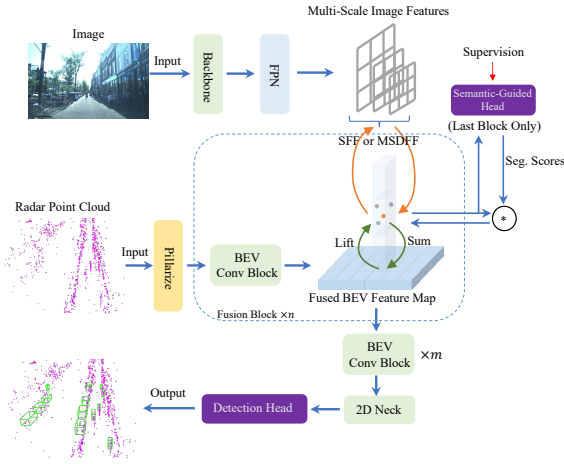 Multi-Scale Image Features
Image
Input
Backbone
FPN
Supervision
Semantic-Guided
Head
(Last Block Only)
SFF or MSDFF
Seg. Scores
*
Radar Point Cloud
Input
Pillarize
BEV
Conv Block
Lift
Sum
Fused BEV Feature Map
Fusion Block ×n
BEV
Conv Block
×m
Output
Detection Head
2D Neck